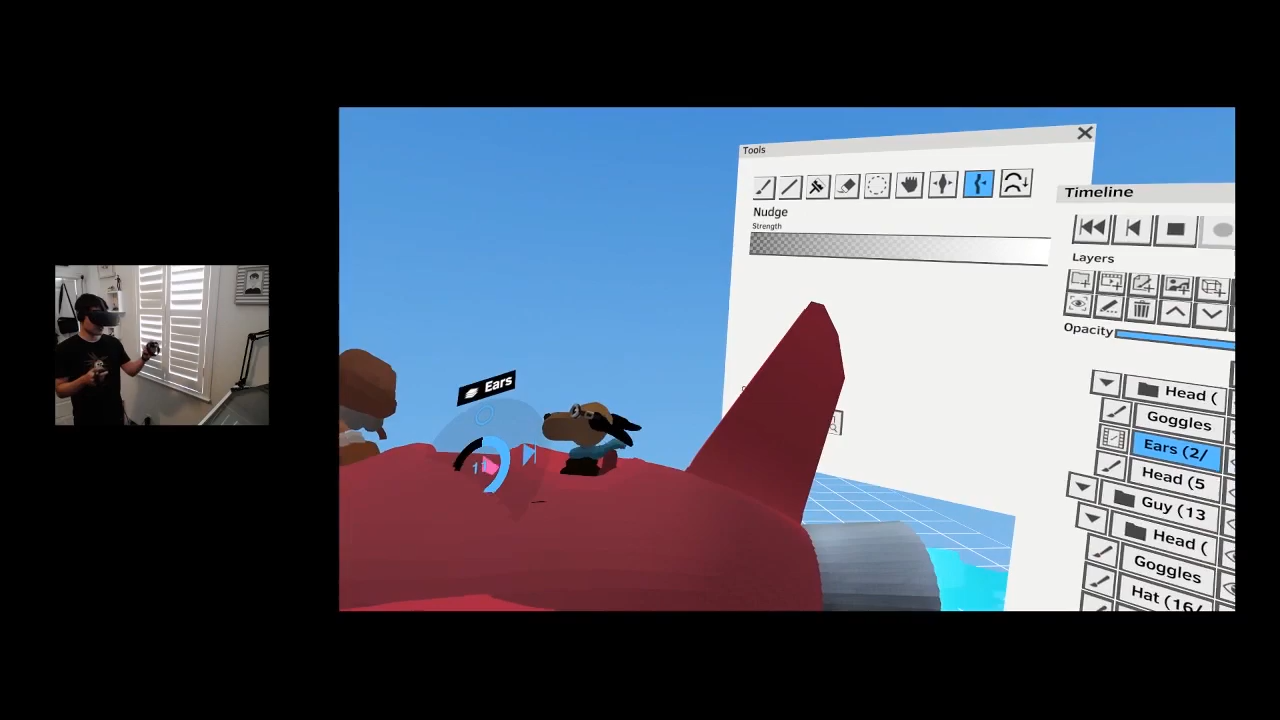 Tools
Nudge
Strength
Timeline
Layers
Opacity
Head (
Goggles
Ears (2/
Head (5
Guy (13
Head (
Goggles
Hat (16/
Ears